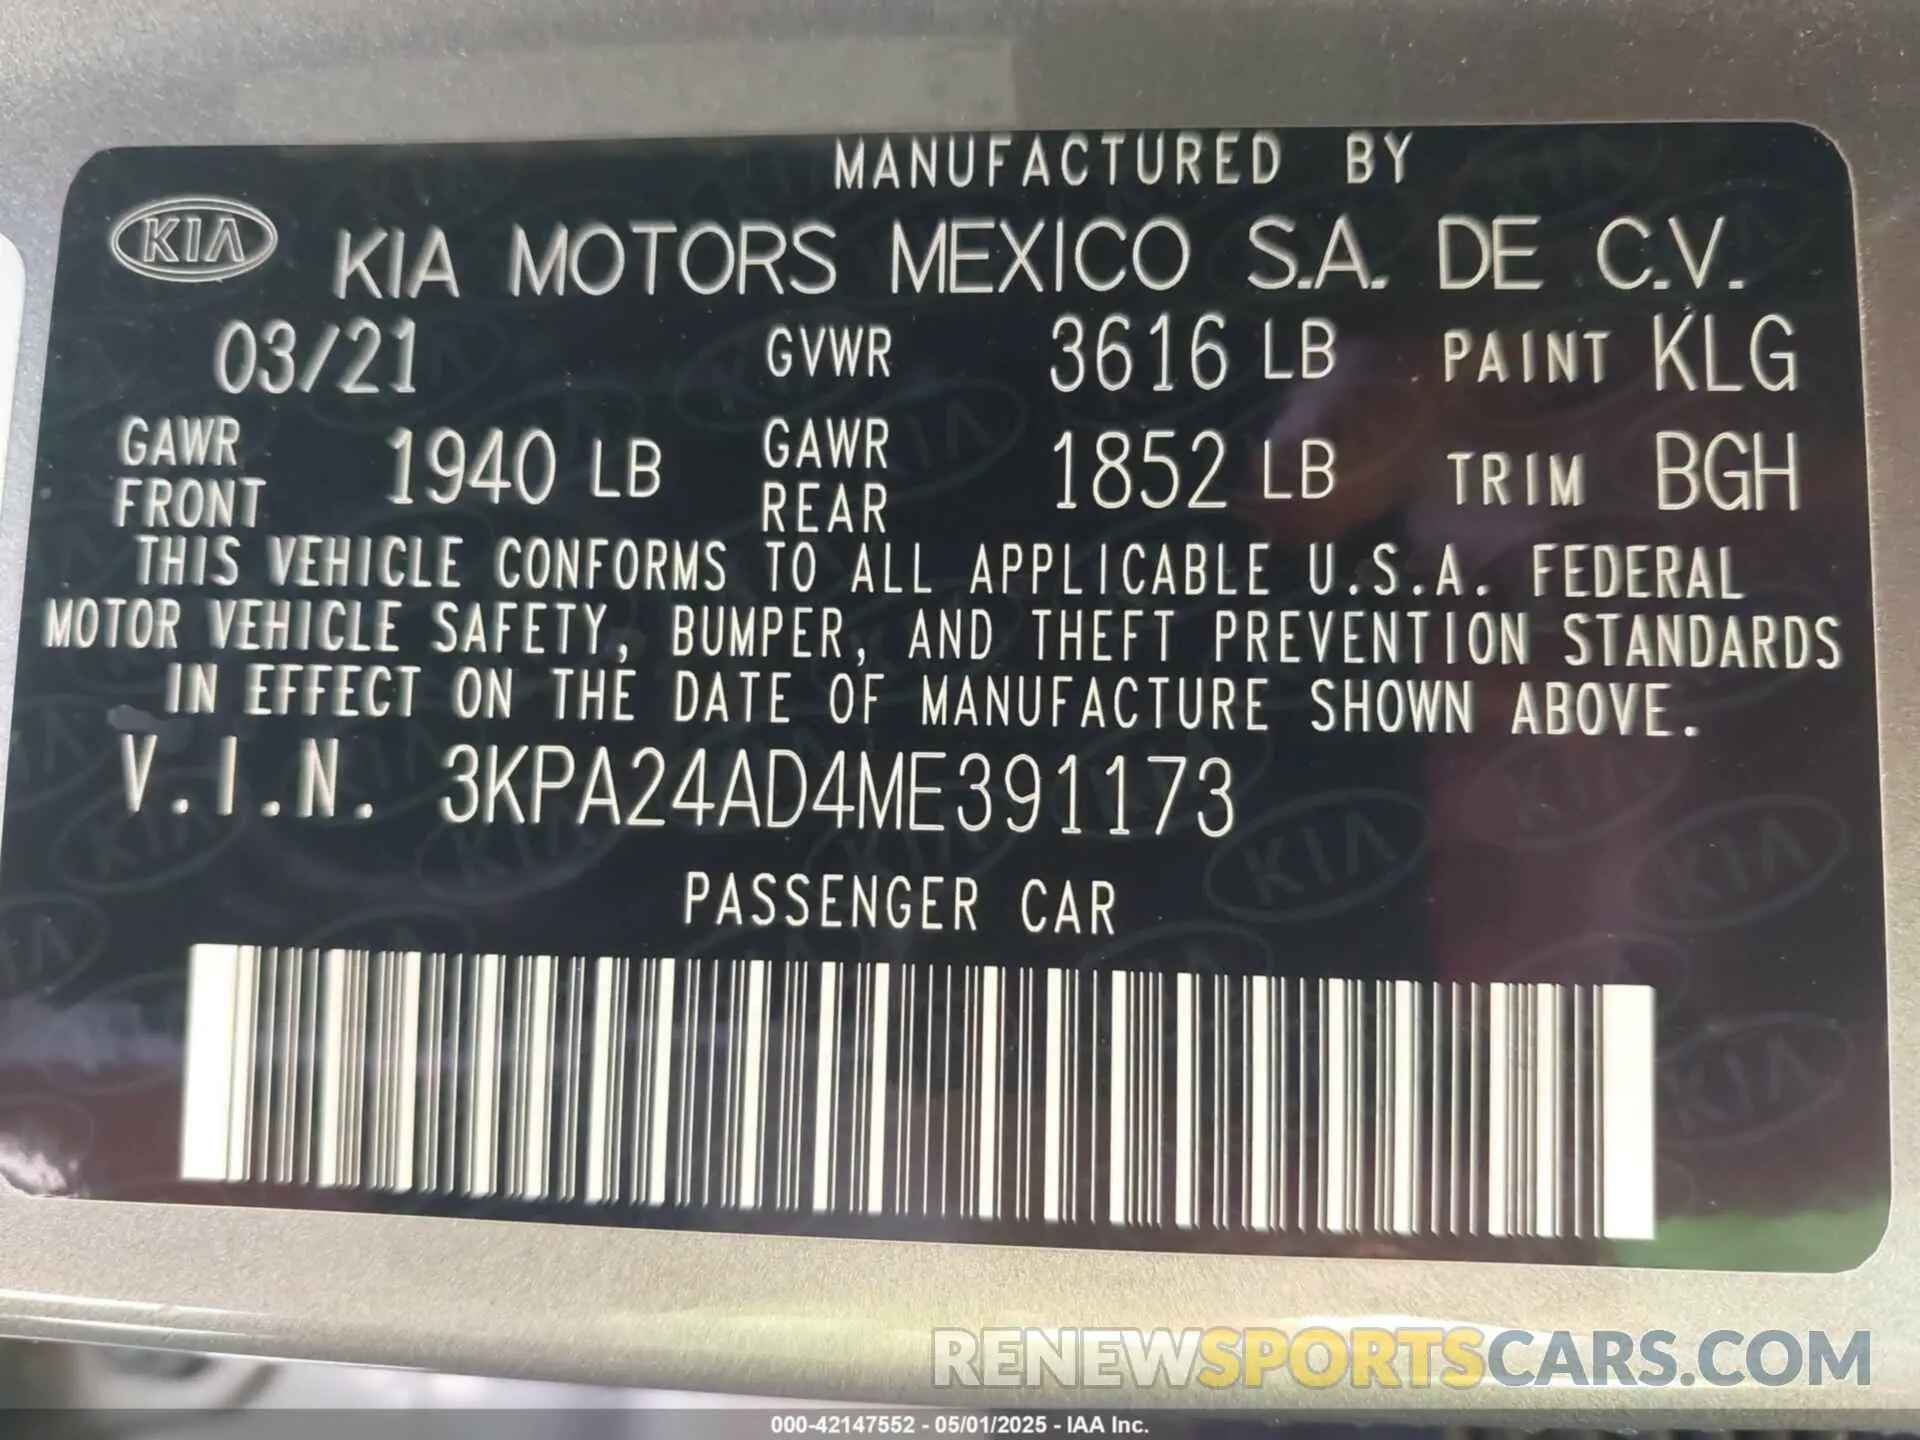 MANUFACTURED BY
KIA KIA MOTORS MEXICO S.A. DE C.V.
03/21 GVWR 3616 LB PAINT KLG
GAWR FRONT 1940 LB GAWR REAR 1852 LB TRIM BGH
THIS VEHICLE CONFORMS TO ALL APPLICABLE U.S.A. FEDERAL
MOTOR VEHICLE SAFETY, BUMPER, AND THEFT PREVENTION STANDARDS
IN EFFECT ON THE DATE OF MANUFACTURE SHOWN ABOVE.
V.I.N. 3KPA24AD4ME391173
PASSENGER CAR
RENEWSPORTSCARS.COM
000-42147552 - 05/01/2025 - IAA Inc.